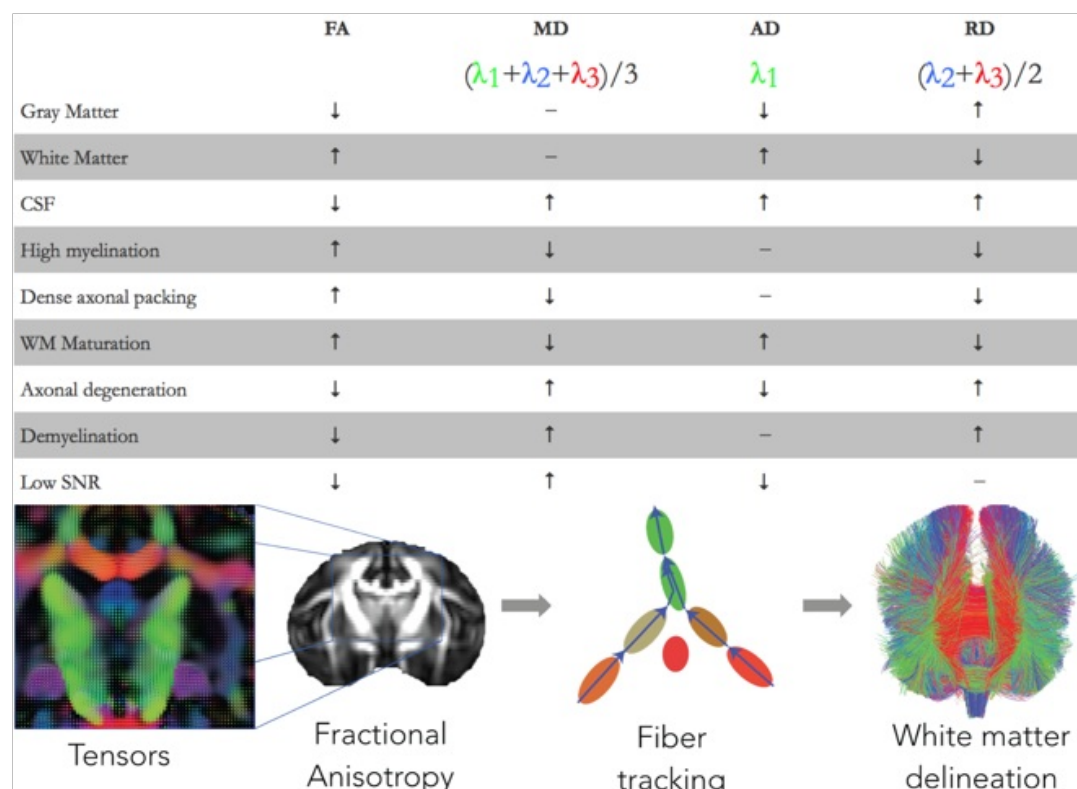 FA MD AD RD
(λ1+λ2+λ3)/3 λ1 (λ2+λ3)/2
Gray Matter ↓ – ↓ ↑
White Matter ↑ – ↑ ↓
CSF ↓ ↑ ↑ ↑
High myelination ↑ ↓ – ↓
Dense axonal packing ↑ ↓ – ↓
WM Maturation ↑ ↓ ↑ ↓
Axonal degeneration ↓ ↑ ↓ ↑
Demyelination ↓ ↑ – ↑
Low SNR ↓ ↑ ↓ –
Tensors
Fractional
Anisotropy
Fiber
tracking
White matter
delineation